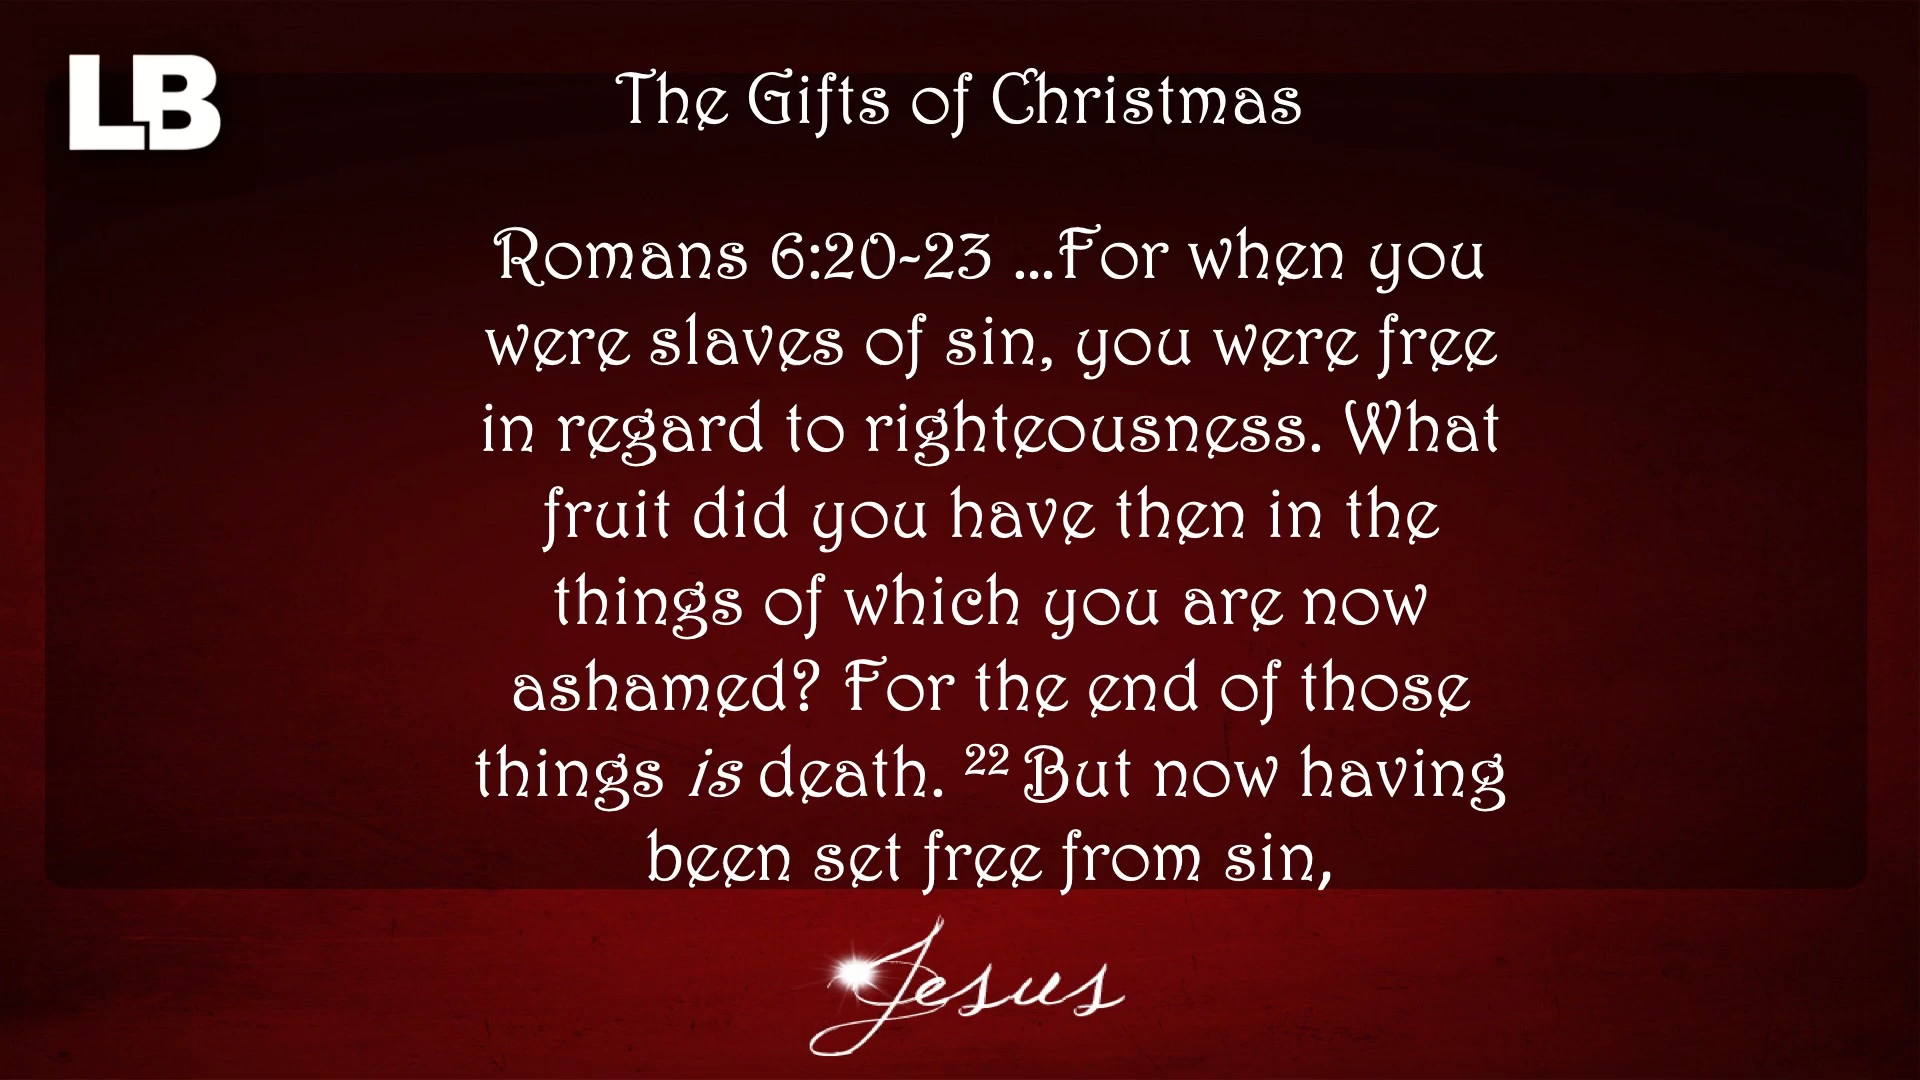 LB
The Gifts of Christmas
Romans 6:20-23 ...For when you
were slaves of sin, you were free
in regard to righteousness. What
fruit did you have then in the
things of which you are now
ashamed? For the end of those
things is death. ²² But now having
been set free from sin,
Jesus